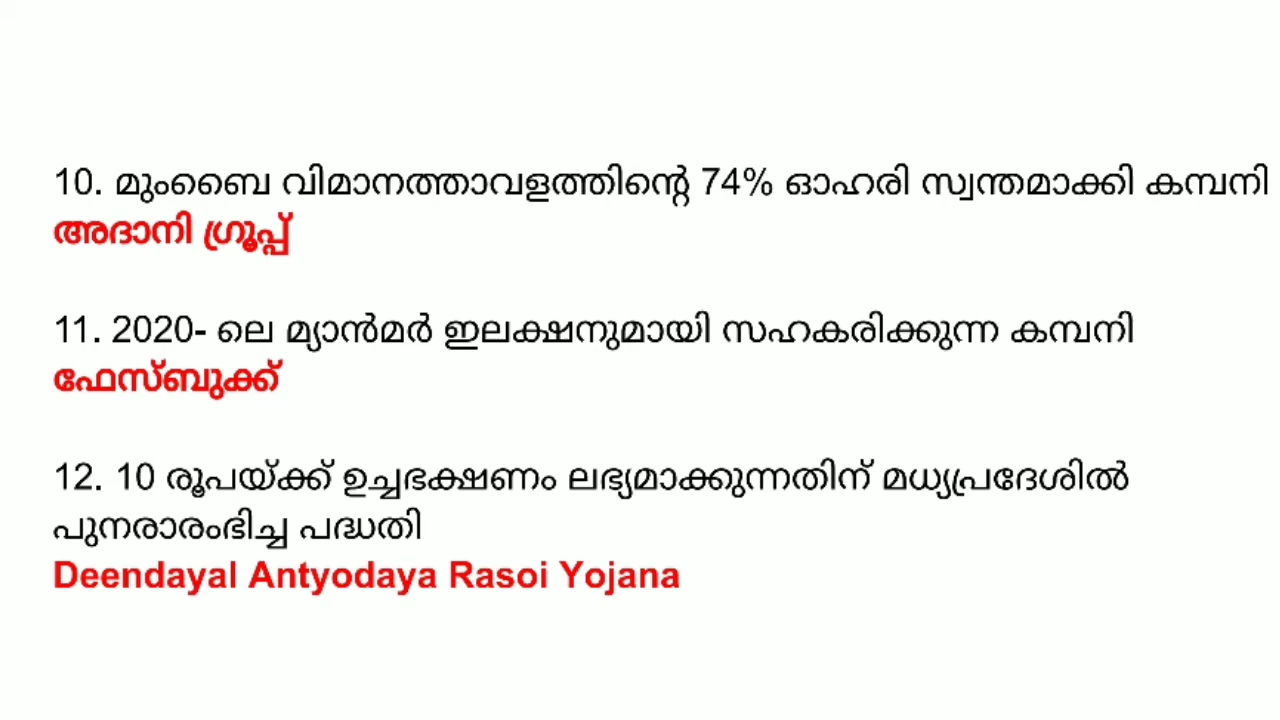 10. മുംബൈ വിമാനത്താവളത്തിന്റെ 74% ഓഹരി സ്വന്തമാക്കി കമ്പനി
അദാനി ഗ്രൂപ്പ്
11. 2020- ലെ മ്യാൻമർ ഇലക്ഷനുമായി സഹകരിക്കുന്ന കമ്പനി
ഫേസ്ബുക്ക്
12. 10 രൂപയ്ക്ക് ഉച്ചഭക്ഷണം ലഭ്യമാക്കുന്നതിന് മധ്യപ്രദേശിൽ
പുനരാരംഭിച്ച പദ്ധതി
Deendayal Antyodaya Rasoi Yojana